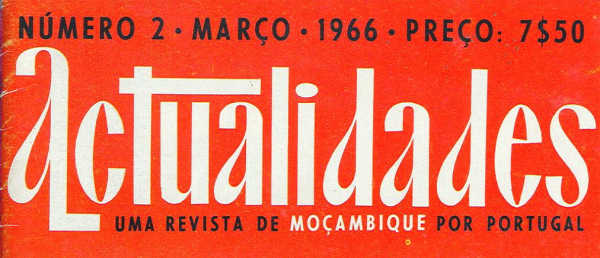 NÚMERO 2 · MARÇO · 1966 · PREÇO: 7$50
Actualidades
UMA REVISTA DE MOÇAMBIQUE POR PORTUGAL